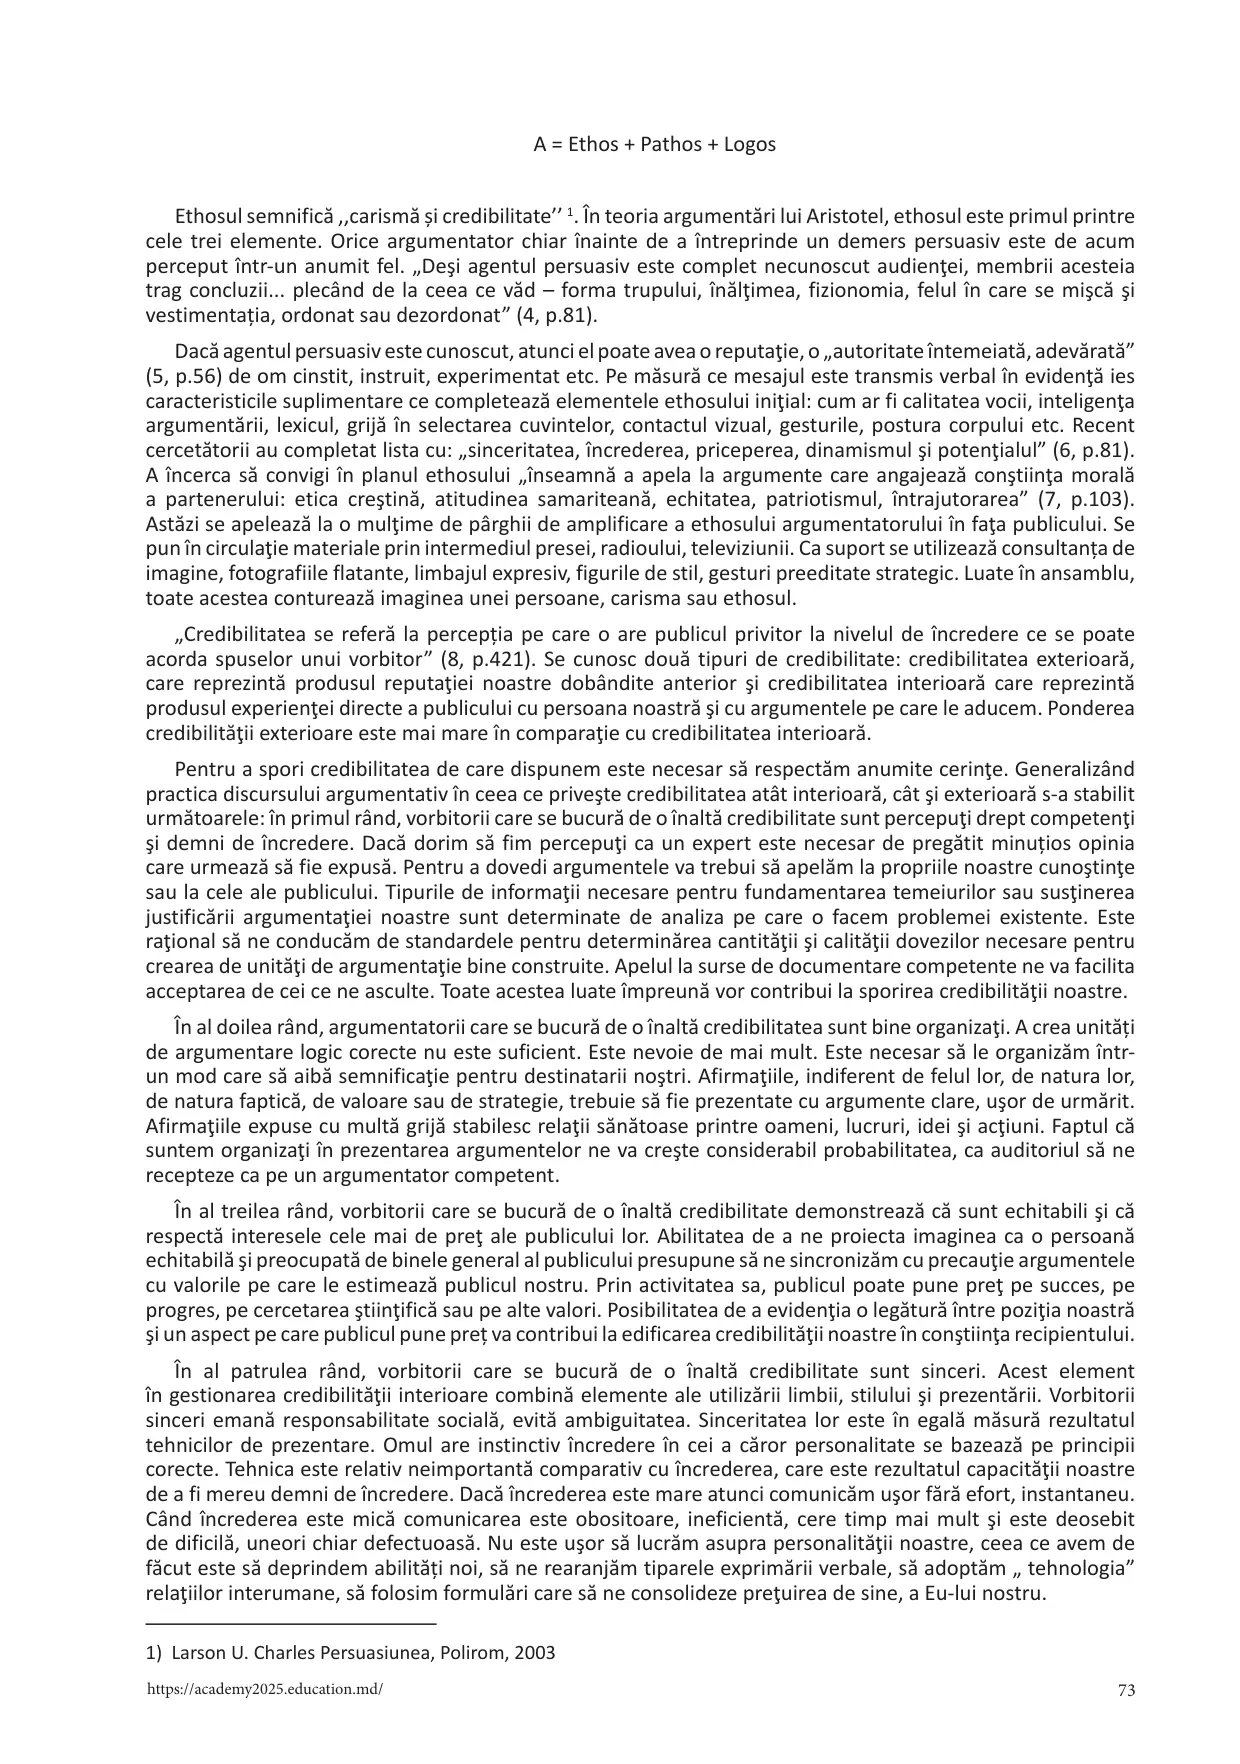 A = Ethos + Pathos + Logos
Ethosul semnifică ,,carismă și credibilitate’’ 1. În teoria argumentări lui Aristotel, ethosul este primul printre
cele trei elemente. Orice argumentator chiar înainte de a întreprinde un demers persuasiv este de acum
perceput într-un anumit fel. „Deşi agentul persuasiv este complet necunoscut audienţei, membrii acesteia
trag concluzii... plecând de la ceea ce văd – forma trupului, înălţimea, fizionomia, felul în care se mişcă şi
vestimentația, ordonat sau dezordonat” (4, p.81).
Dacă agentul persuasiv este cunoscut, atunci el poate avea o reputaţie, o „autoritate întemeiată, adevărată”
(5, p.56) de om cinstit, instruit, experimentat etc. Pe măsură ce mesajul este transmis verbal în evidenţă ies
caracteristicile suplimentare ce completează elementele ethosului iniţial: cum ar fi calitatea vocii, inteligenţa
argumentării, lexicul, grijă în selectarea cuvintelor, contactul vizual, gesturile, postura corpului etc. Recent
cercetătorii au completat lista cu: „sinceritatea, încrederea, priceperea, dinamismul şi potenţialul” (6, p.81).
A încerca să convigi în planul ethosului „înseamnă a apela la argumente care angajează conştiinţa morală
a partenerului: etica creştină, atitudinea samariteană, echitatea, patriotismul, întrajutorarea” (7, p.103).
Astăzi se apelează la o mulţime de pârghii de amplificare a ethosului argumentatorului în faţa publicului. Se
pun în circulaţie materiale prin intermediul presei, radioului, televiziunii. Ca suport se utilizează consultanța de
imagine, fotografiile flatante, limbajul expresiv, figurile de stil, gesturi preeditate strategic. Luate în ansamblu,
toate acestea conturează imaginea unei persoane, carisma sau ethosul.
„Credibilitatea se referă la percepția pe care o are publicul privitor la nivelul de încredere ce se poate
acorda spuselor unui vorbitor” (8, p.421). Se cunosc două tipuri de credibilitate: credibilitatea exterioară,
care reprezintă produsul reputaţiei noastre dobândite anterior şi credibilitatea interioară care reprezintă
produsul experienţei directe a publicului cu persoana noastră şi cu argumentele pe care le aducem. Ponderea
credibilităţii exterioare este mai mare în comparaţie cu credibilitatea interioară.
Pentru a spori credibilitatea de care dispunem este necesar să respectăm anumite cerinţe. Generalizând
practica discursului argumentativ în ceea ce priveşte credibilitatea atât interioară, cât şi exterioară s-a stabilit
următoarele: în primul rând, vorbitorii care se bucură de o înaltă credibilitate sunt percepuţi drept competenţi
şi demni de încredere. Dacă dorim să fim percepuţi ca un expert este necesar de pregătit minuțios opinia
care urmează să fie expusă. Pentru a dovedi argumentele va trebui să apelăm la propriile noastre cunoştinţe
sau la cele ale publicului. Tipurile de informaţii necesare pentru fundamentarea temeiurilor sau susţinerea
justificării argumentaţiei noastre sunt determinate de analiza pe care o facem problemei existente. Este
raţional să ne conducăm de standardele pentru determinărea cantităţii şi calităţii dovezilor necesare pentru
crearea de unităţi de argumentaţie bine construite. Apelul la surse de documentare competente ne va facilita
acceptarea de cei ce ne asculte. Toate acestea luate împreună vor contribui la sporirea credibilităţii noastre.
În al doilea rând, argumentatorii care se bucură de o înaltă credibilitatea sunt bine organizaţi. A crea unități
de argumentare logic corecte nu este suficient. Este nevoie de mai mult. Este necesar să le organizăm într-
un mod care să aibă semnificaţie pentru destinatarii noştri. Afirmaţiile, indiferent de felul lor, de natura lor,
de natura faptică, de valoare sau de strategie, trebuie să fie prezentate cu argumente clare, uşor de urmărit.
Afirmaţiile expuse cu multă grijă stabilesc relaţii sănătoase printre oameni, lucruri, idei şi acţiuni. Faptul că
suntem organizaţi în prezentarea argumentelor ne va creşte considerabil probabilitatea, ca auditoriul să ne
recepteze ca pe un argumentator competent.
În al treilea rând, vorbitorii care se bucură de o înaltă credibilitate demonstrează că sunt echitabili şi că
respectă interesele cele mai de preţ ale publicului lor. Abilitatea de a ne proiecta imaginea ca o persoană
echitabilă şi preocupată de binele general al publicului presupune să ne sincronizăm cu precauţie argumentele
cu valorile pe care le estimează publicul nostru. Prin activitatea sa, publicul poate pune preţ pe succes, pe
progres, pe cercetarea ştiinţifică sau pe alte valori. Posibilitatea de a evidenţia o legătură între poziţia noastră
şi un aspect pe care publicul pune preț va contribui la edificarea credibilităţii noastre în conştiinţa recipientului.
În al patrulea rând, vorbitorii care se bucură de o înaltă credibilitate sunt sinceri. Acest element
în gestionarea credibilităţii interioare combină elemente ale utilizării limbii, stilului şi prezentării. Vorbitorii
sinceri emană responsabilitate socială, evită ambiguitatea. Sinceritatea lor este în egală măsură rezultatul
tehnicilor de prezentare. Omul are instinctiv încredere în cei a căror personalitate se bazează pe principii
corecte. Tehnica este relativ neimportantă comparativ cu încrederea, care este rezultatul capacităţii noastre
de a fi mereu demni de încredere. Dacă încrederea este mare atunci comunicăm uşor fără efort, instantaneu.
Când încrederea este mică comunicarea este obositoare, ineficientă, cere timp mai mult şi este deosebit
de dificilă, uneori chiar defectuoasă. Nu este uşor să lucrăm asupra personalităţii noastre, ceea ce avem de
făcut este să deprindem abilități noi, să ne rearanjăm tiparele exprimării verbale, să adoptăm „ tehnologia”
relaţiilor interumane, să folosim formulări care să ne consolideze preţuirea de sine, a Eu-lui nostru.
1) Larson U. Charles Persuasiunea, Polirom, 2003
https://academy2025.education.md/
73